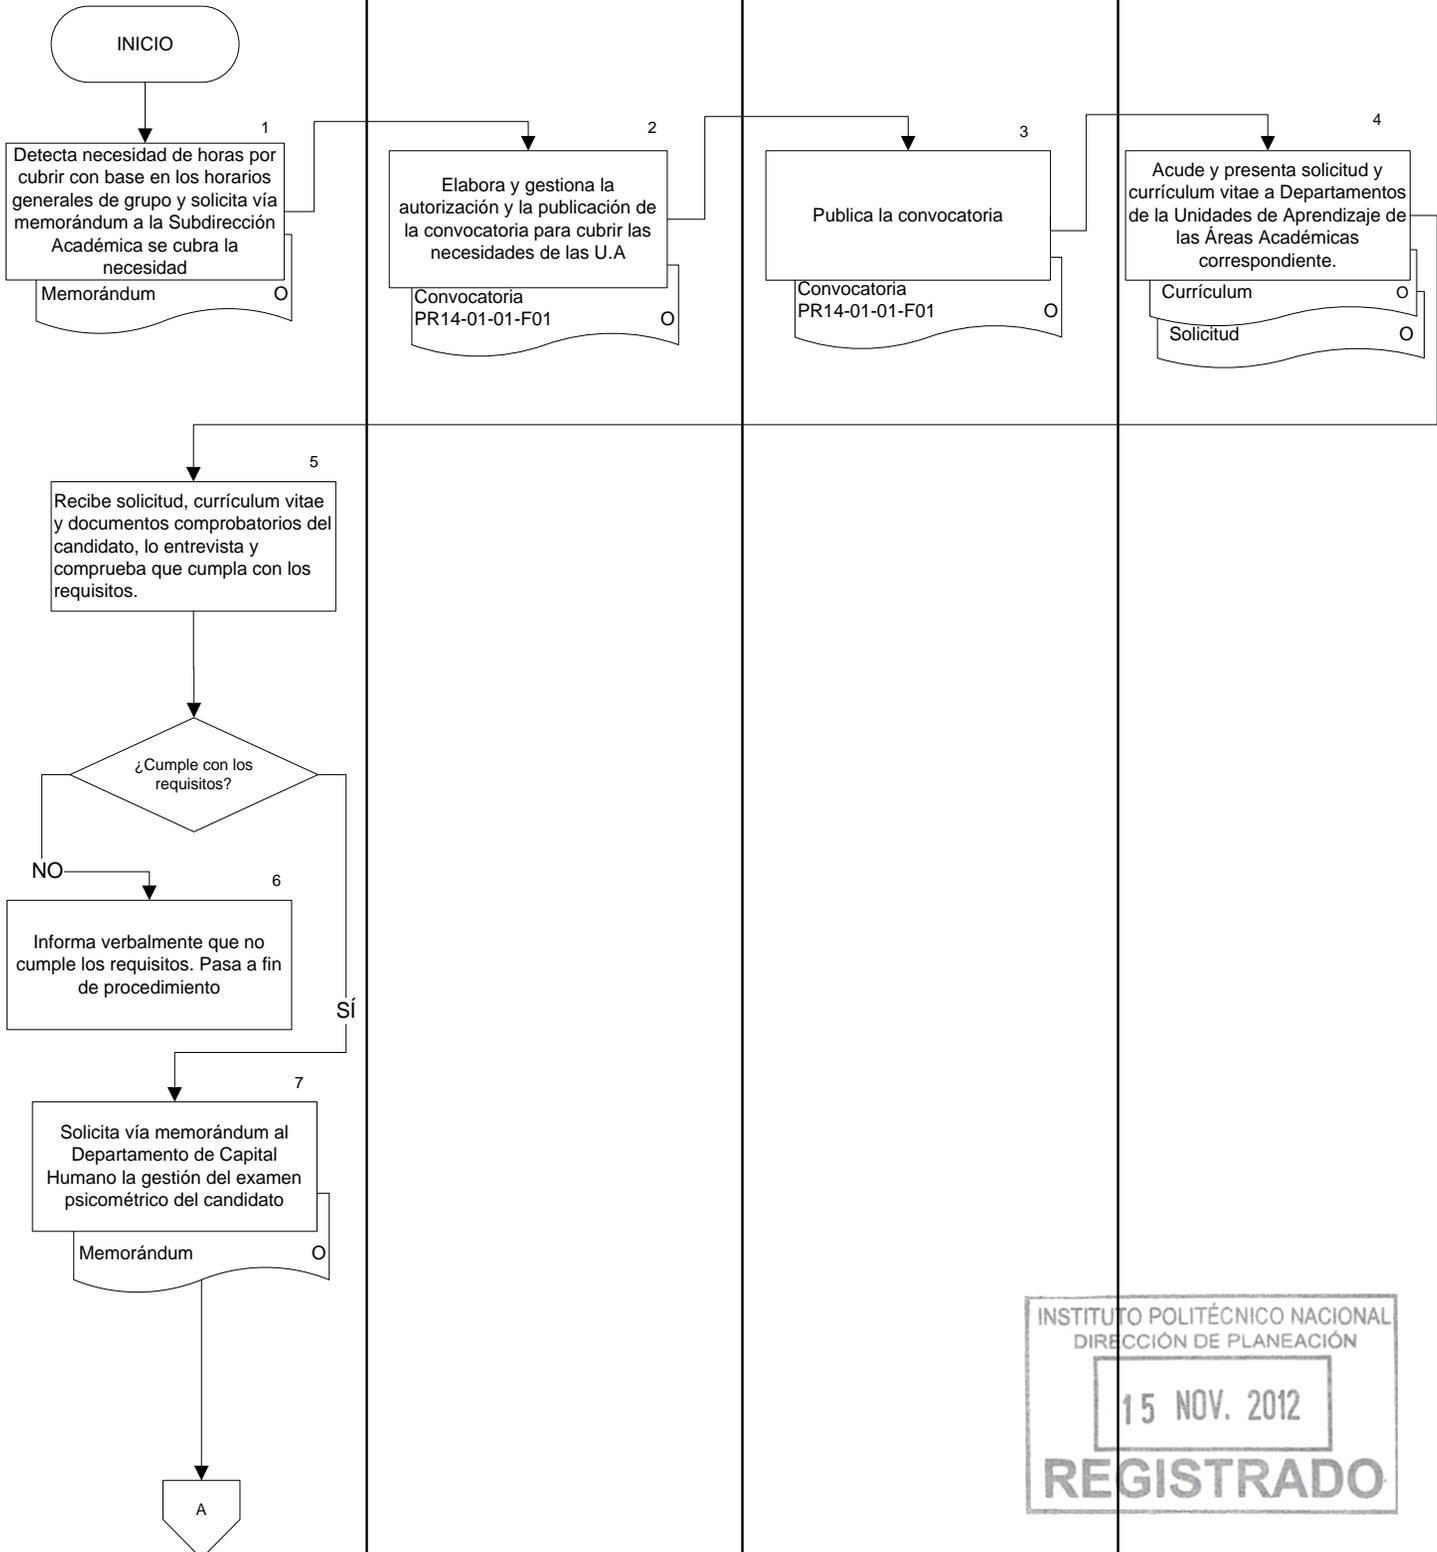 INICIO
1
Detecta necesidad de horas por
cubrir con base en los horarios
generales de grupo y solicita vía
memorándum a la Subdirección
Académica se cubra la
necesidad
Memorándum O
2
Elabora y gestiona la
autorización y la publicación de
la convocatoria para cubrir las
necesidades de las U.A
Convocatoria
PR14-01-01-F01 O
3
Publica la convocatoria
Convocatoria
PR14-01-01-F01 O
4
Acude y presenta solicitud y
currículum vitae a Departamentos
de la Unidades de Aprendizaje de
las Áreas Académicas
correspondiente.
Currículum O
Solicitud O
5
Recibe solicitud, currículum vitae
y documentos comprobatorios del
candidato, lo entrevista y
comprueba que cumpla con los
requisitos.
¿Cumple con los
requisitos?
NO
6
Informa verbalmente que no
cumple los requisitos. Pasa a fin
de procedimiento
SÍ
7
Solicita vía memorándum al
Departamento de Capital
Humano la gestión del examen
psicométrico del candidato
Memorándum O
A
INSTITUTO POLITÉCNICO NACIONAL
DIRECCIÓN DE PLANEACIÓN
15 NOV. 2012
REGISTRADO